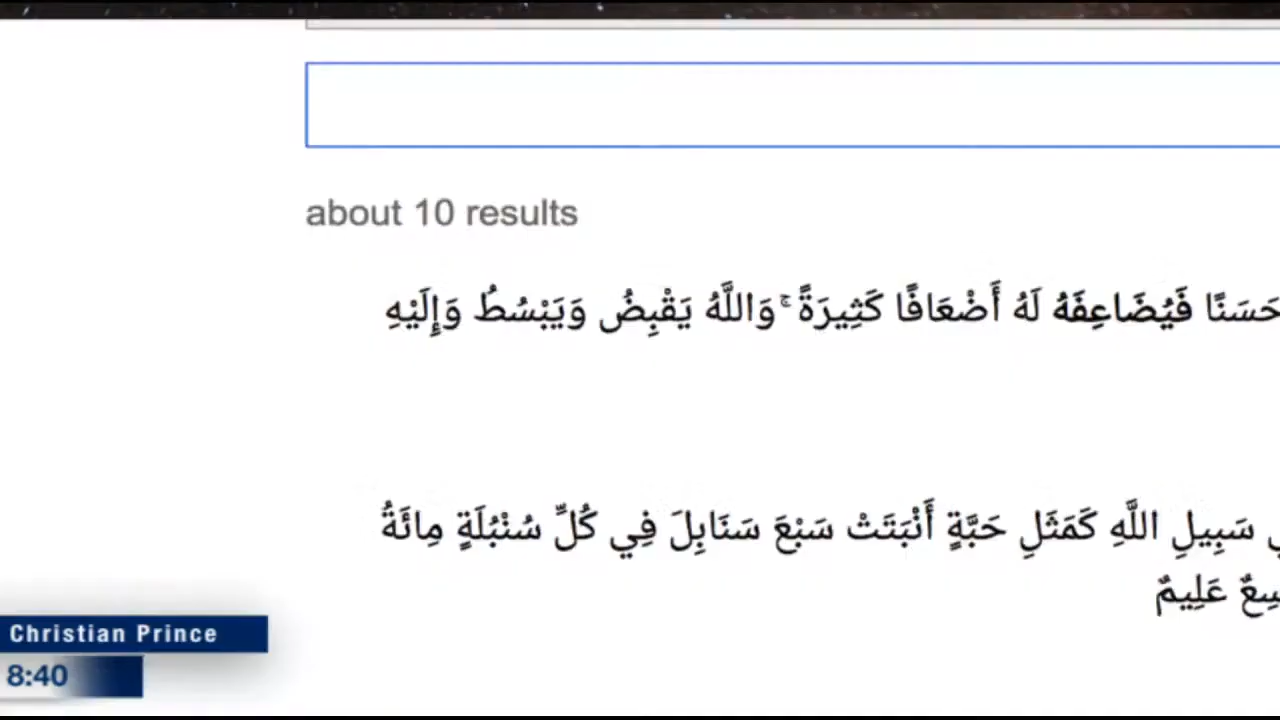 about 10 results
حَسَنًا فَيُضَاعِفَهُ لَهُ أَضْعَافًا كَثِيرَةً ۚ وَاللَّهُ يَقْبِضُ وَيَبْسُطُ وَإِلَيْهِ
سَبِيلِ اللَّهِ كَمَثَلِ حَبَّةٍ أَنْبَتَتْ سَبْعَ سَنَابِلَ فِي كُلِّ سُنْبُلَةٍ مِائَةُ
عَلِيمٌ
Christian Prince
8:40